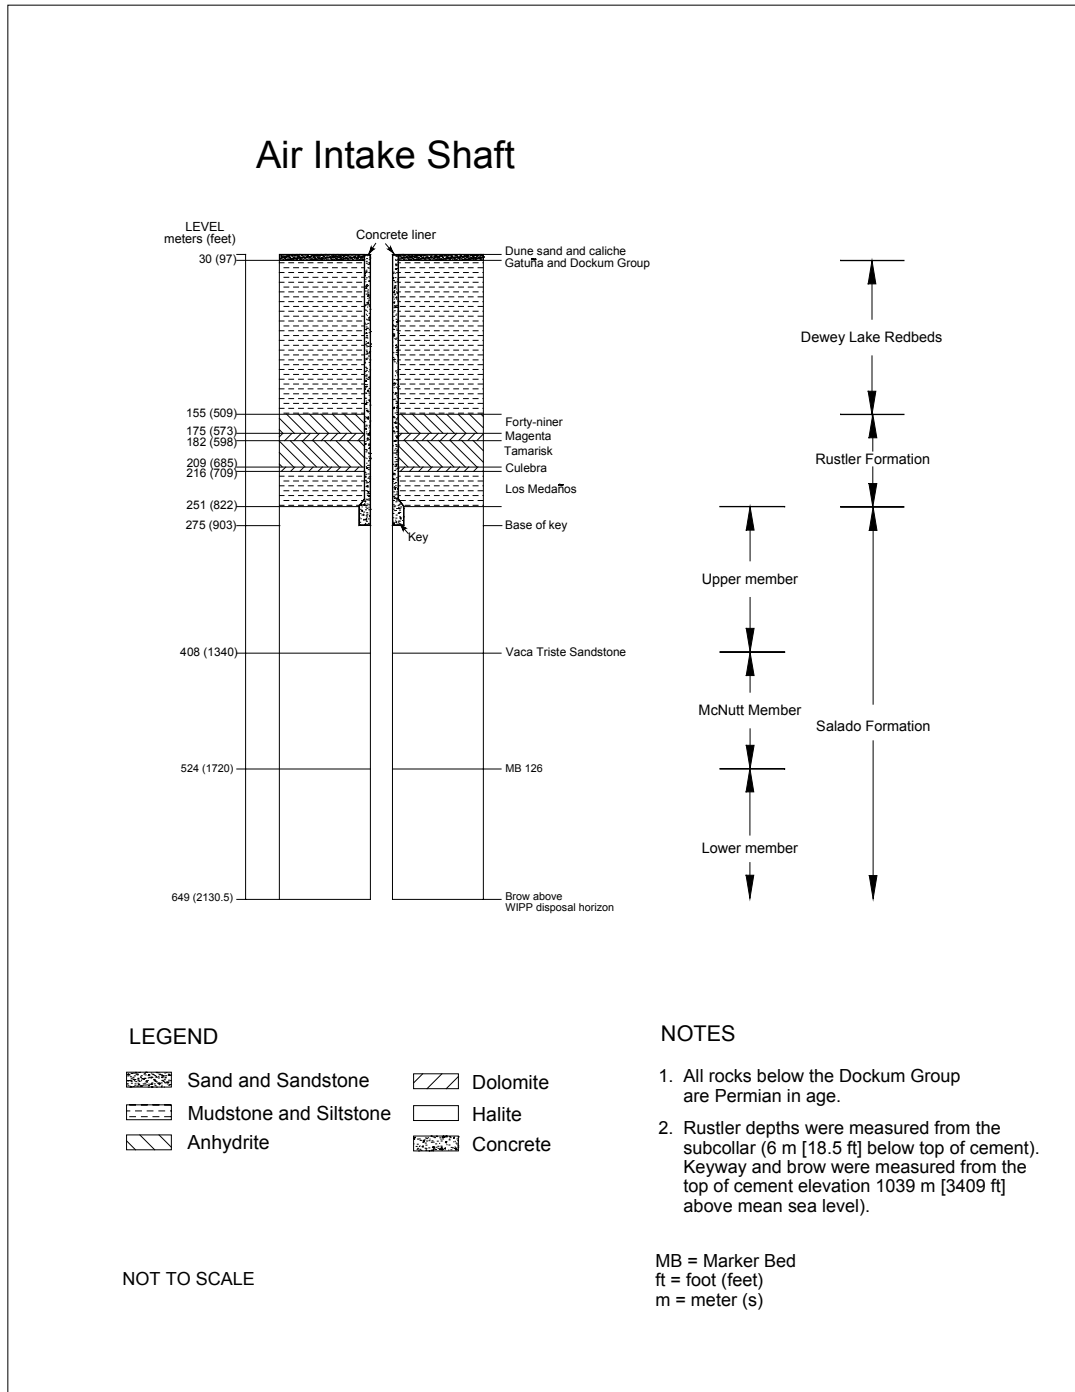 Air Intake Shaft
LEVEL
meters (feet)
Concrete liner
30 (97)
Dune sand and caliche
Gatuña and Dockum Group
Dewey Lake Redbeds
155 (509)
Forty-niner
175 (573)
Magenta
182 (598)
Tamarisk
Rustler Formation
209 (685)
Culebra
216 (709)
Los Medaños
251 (822)
275 (903)
Base of key
Key
Upper member
408 (1340)
Vaca Triste Sandstone
McNutt Member
Salado Formation
524 (1720)
MB 126
Lower member
649 (2130.5)
Brow above
WIPP disposal horizon
LEGEND
Sand and Sandstone
Mudstone and Siltstone
Anhydrite
Dolomite
Halite
Concrete
NOTES
1. All rocks below the Dockum Group
are Permian in age.
2. Rustler depths were measured from the
subcollar (6 m [18.5 ft] below top of cement).
Keyway and brow were measured from the
top of cement elevation 1039 m [3409 ft]
above mean sea level).
MB = Marker Bed
ft = foot (feet)
m = meter (s)
NOT TO SCALE